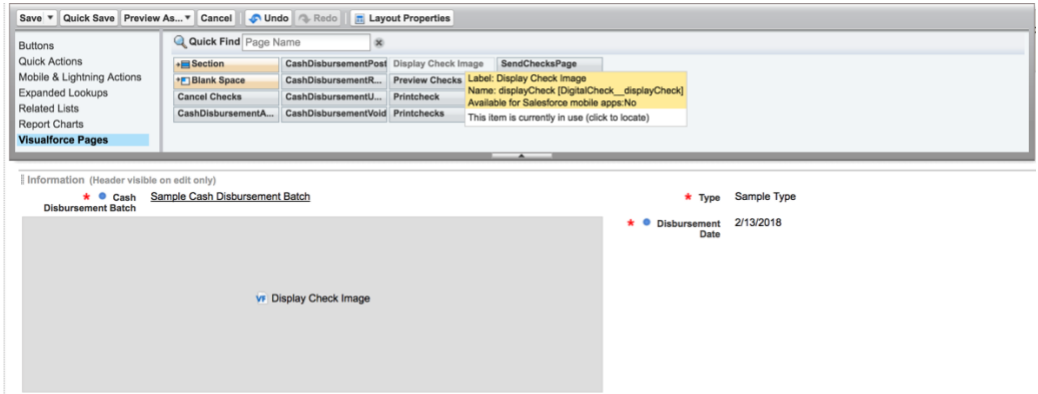 Save ▼ Quick Save Preview As... ▼ Cancel Undo Redo Layout Properties
Buttons
Quick Actions
Mobile & Lightning Actions
Expanded Lookups
Related Lists
Report Charts
Visualforce Pages
Quick Find Page Name
Section CashDisbursementPost Display Check Image SendChecksPage
Blank Space CashDisbursementR... Preview Checks
Cancel Checks CashDisbursementU... Printcheck
CashDisbursementA... CashDisbursementVoid Printchecks
Label: Display Check Image
Name: displayCheck [DigitalCheck__displayCheck]
Available for Salesforce mobile apps:No
This item is currently in use (click to locate)
Information (Header visible on edit only)
* Cash Disbursement Batch Sample Cash Disbursement Batch
* Type Sample Type
* Disbursement Date 2/13/2018
VF Display Check Image